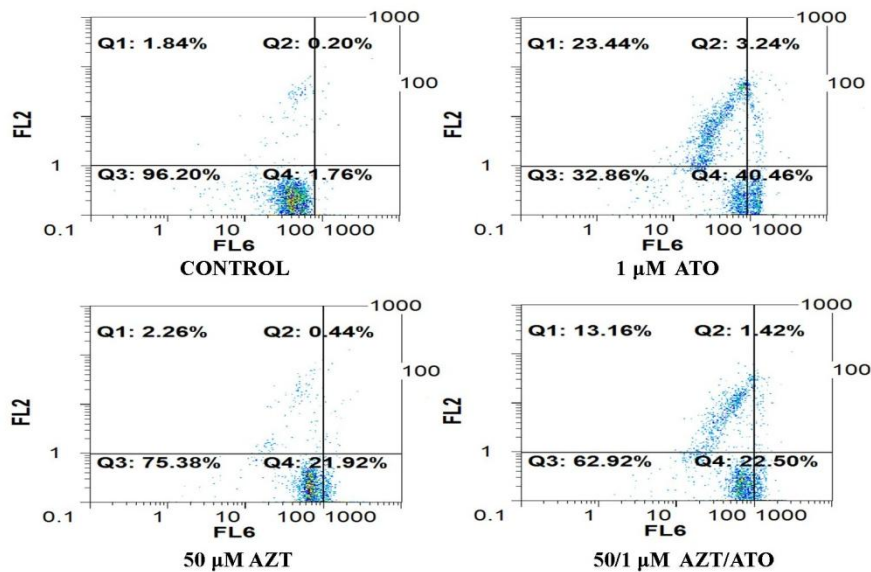 1000
Q1: 1.84% Q2: 0.20%
100
FL2
1
Q3: 96.20% Q4: 1.76%
0.1 1 10 100 1000
FL6
CONTROL
1000
Q1: 23.44% Q2: 3.24%
100
FL2
1
Q3: 32.86% Q4: 40.46%
0.1 1 10 100 1000
FL6
1 µM ATO
1000
Q1: 2.26% Q2: 0.44%
100
FL2
1
Q3: 75.38% Q4: 21.92%
0.1 1 10 100 1000
FL6
50 µM AZT
1000
Q1: 13.16% Q2: 1.42%
100
FL2
1
Q3: 62.92% Q4: 22.50%
0.1 1 10 100 1000
FL6
50/1 µM AZT/ATO